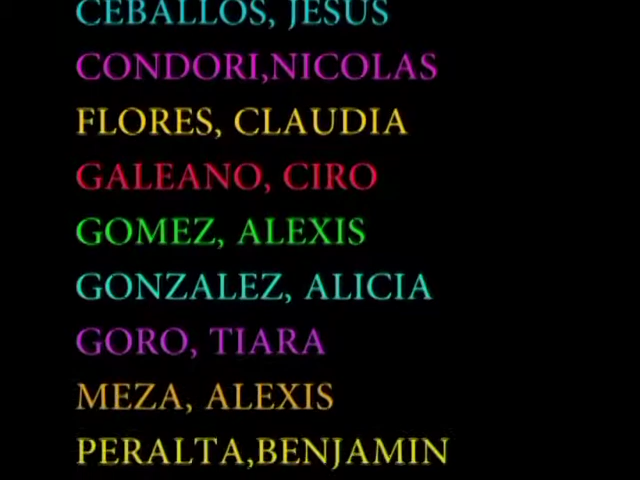 CEBALLOS, JESUS
CONDORI,NICOLAS
FLORES, CLAUDIA
GALEANO, CIRO
GOMEZ, ALEXIS
GONZALEZ, ALICIA
GORO, TIARA
MEZA, ALEXIS
PERALTA,BENJAMIN